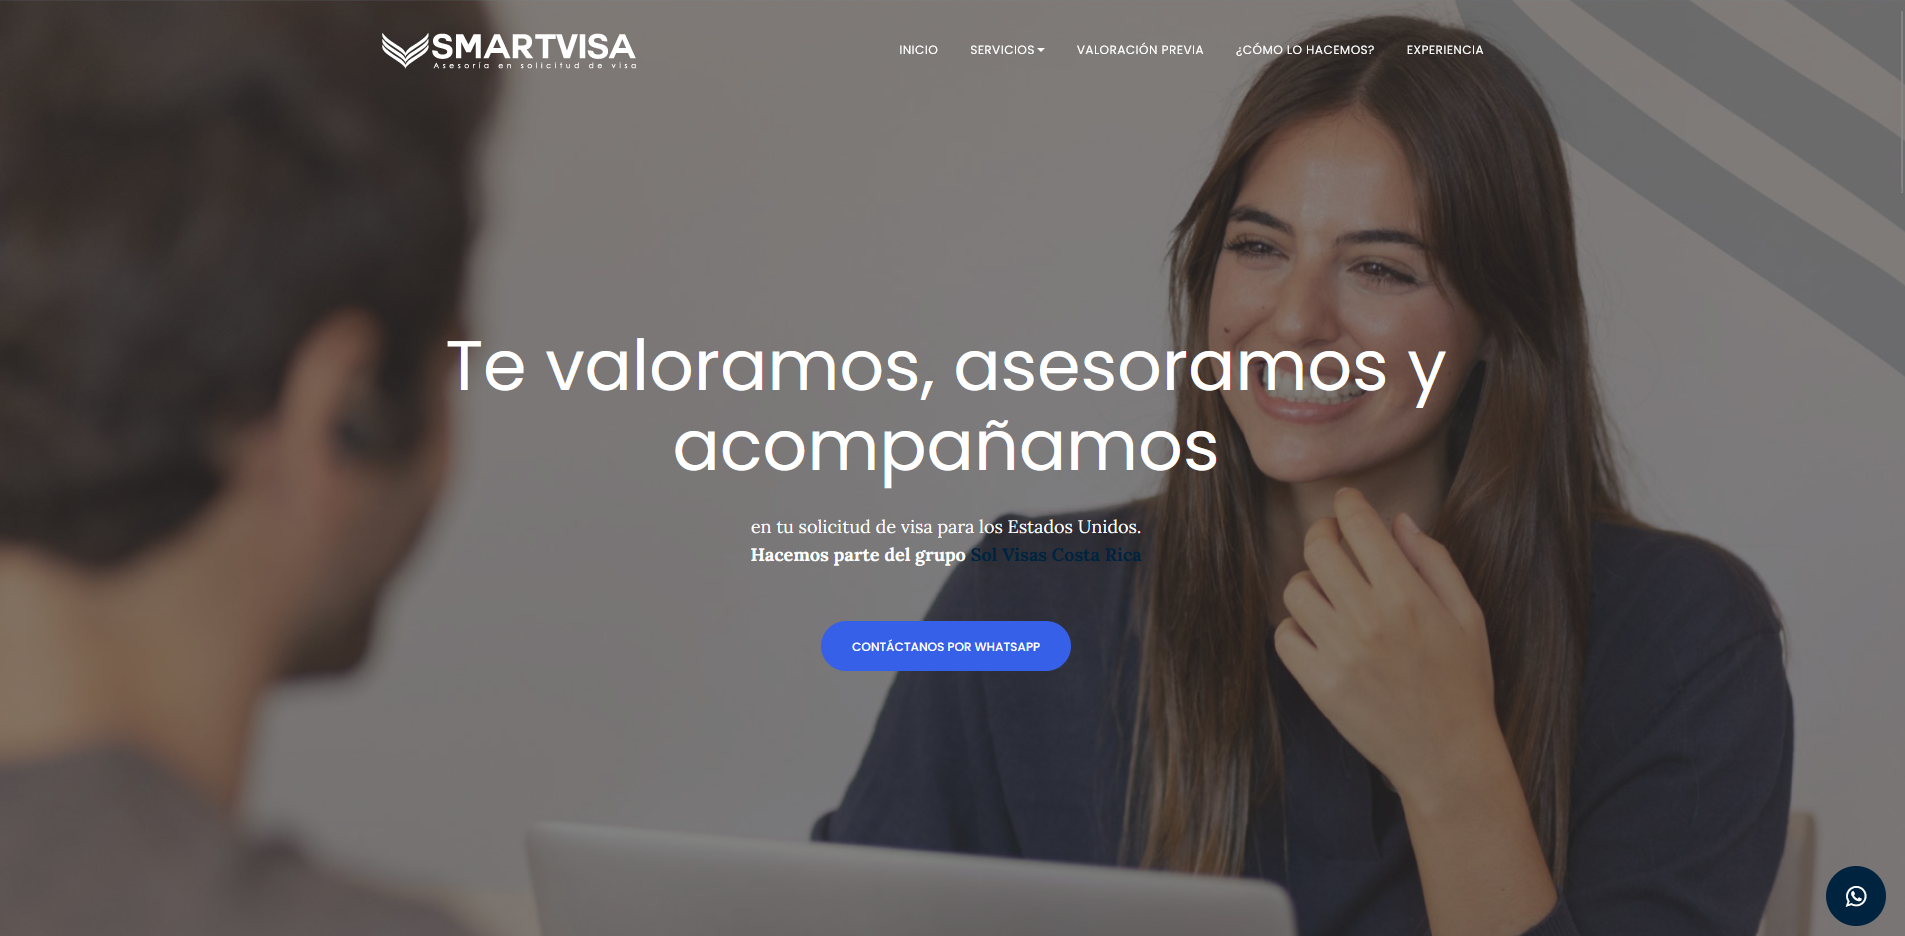 SMARTVISA
Asesoría en solicitud de visa
INICIO
SERVICIOS
VALORACIÓN PREVIA
¿CÓMO LO HACEMOS?
EXPERIENCIA
Te valoramos, asesoramos y
acompañamos
en tu solicitud de visa para los Estados Unidos.
Hacemos parte del grupo Sol Visas Costa Rica
CONTÁCTANOS POR WHATSAPP